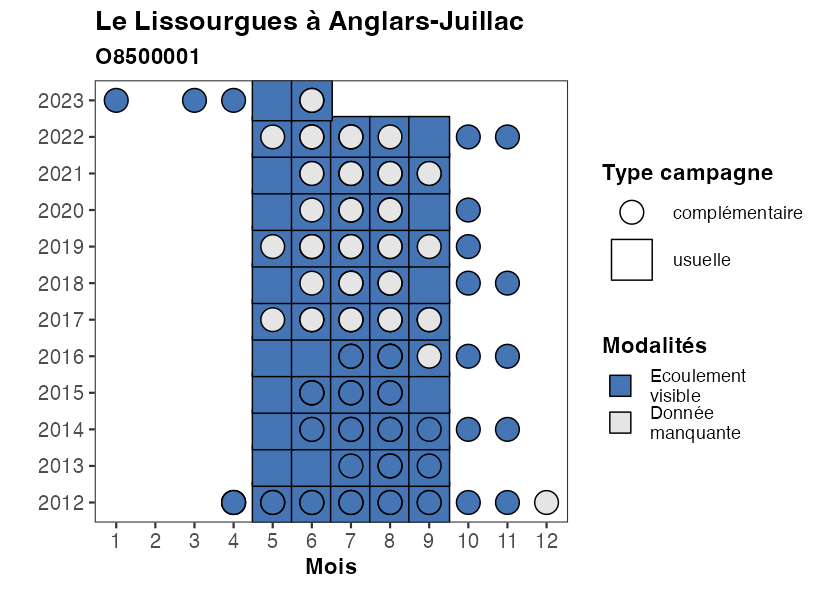 Le Lissourgues à Anglars-Juillac
O8500001
2023
2022
2021
2020
2019
2018
2017
2016
2015
2014
2013
2012
1 2 3 4 5 6 7 8 9 10 11 12
Mois
Type campagne
complémentaire
usuelle
Modalités
Ecoulement
visible
Donnée
manquante